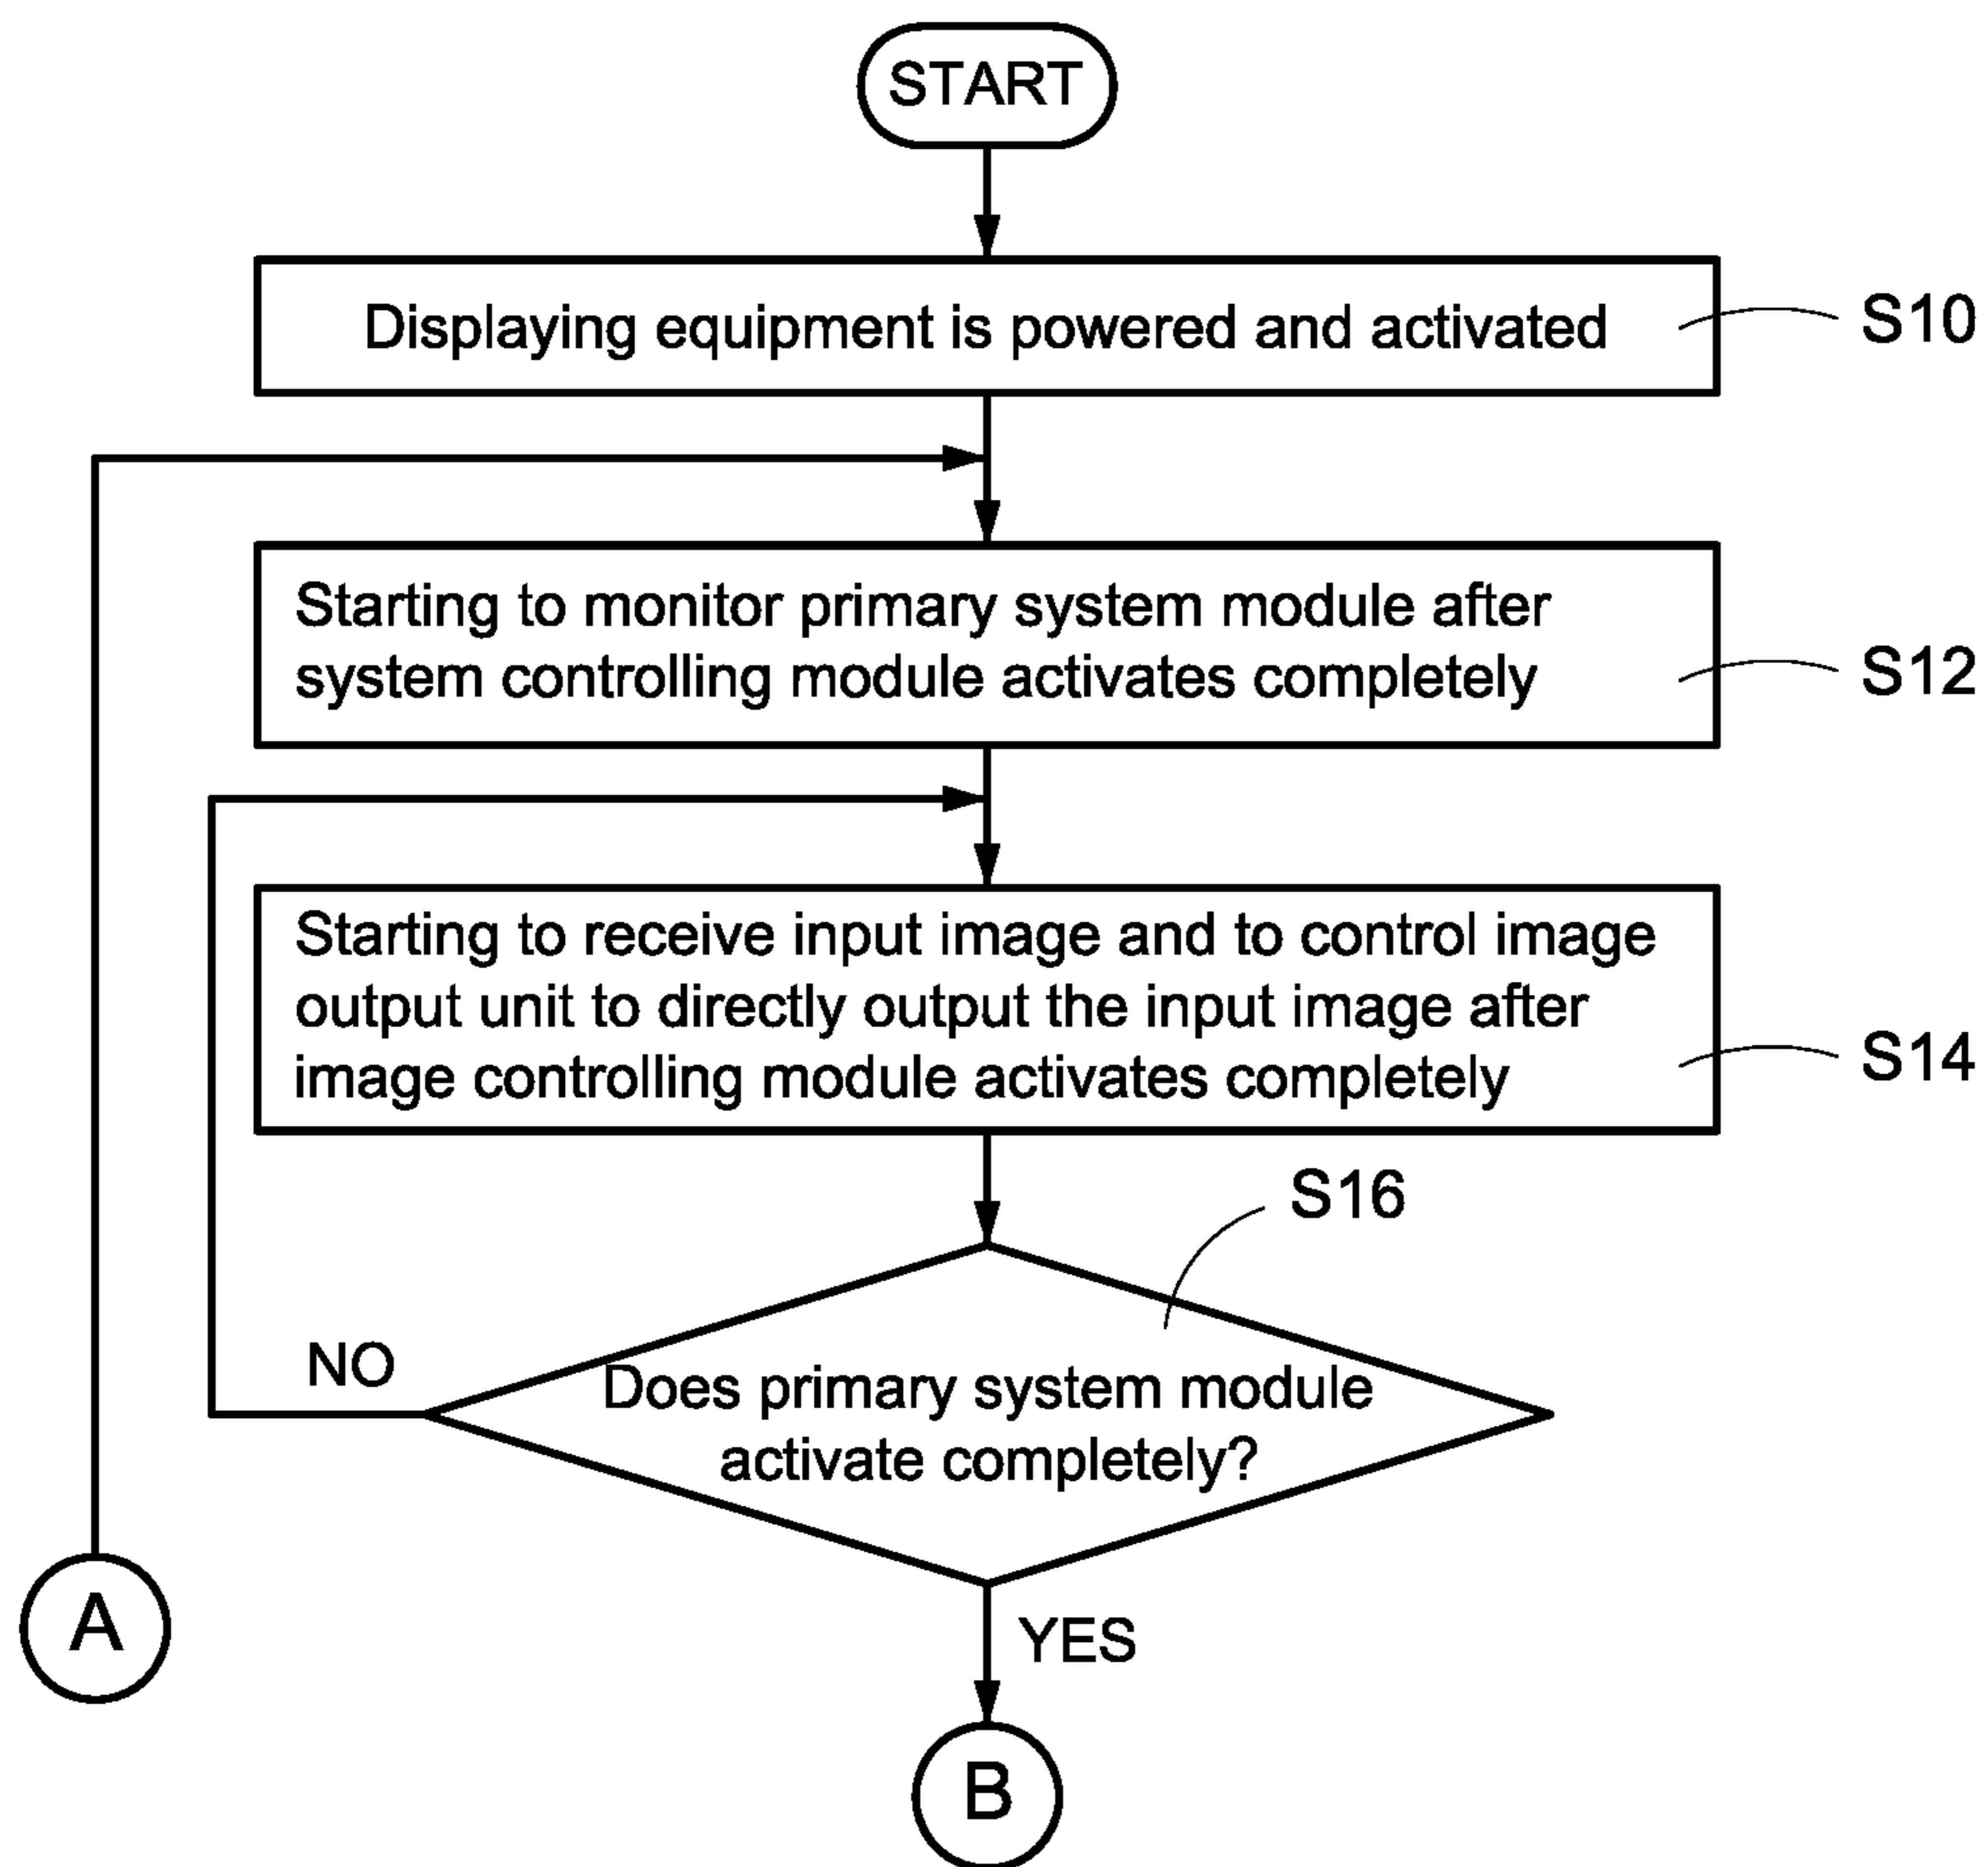 START
Displaying equipment is powered and activated
S10
Starting to monitor primary system module after
system controlling module activates completely
S12
Starting to receive input image and to control image
output unit to directly output the input image after
image controlling module activates completely
S14
S16
NO
Does primary system module
activate completely?
A
YES
B